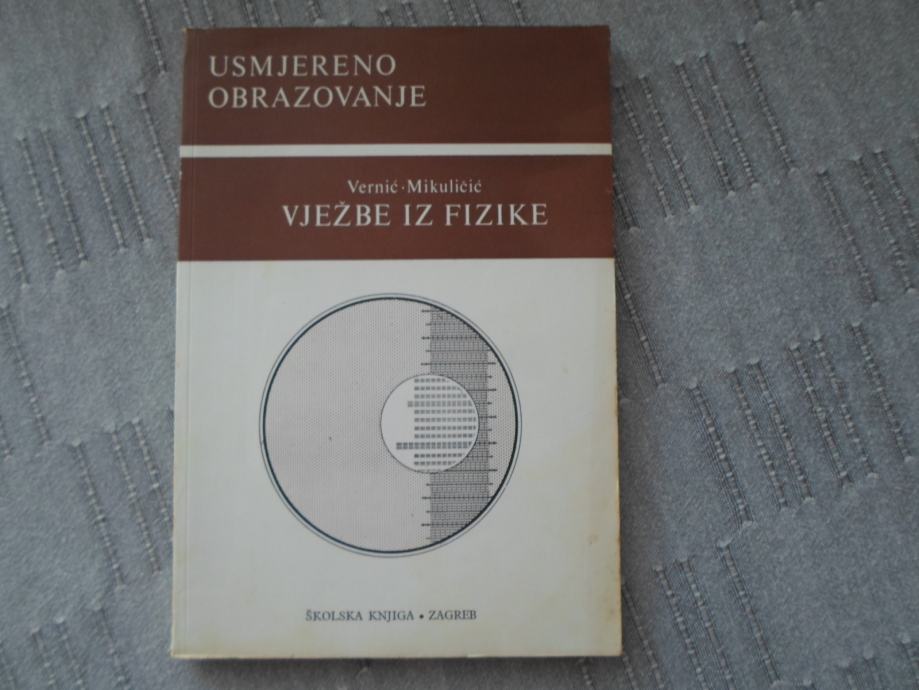 USMJERENO
OBRAZOVANJE
Vernić · Mikuličić
VJEŽBE IZ FIZIKE
ŠKOLSKA KNJIGA • ZAGREB